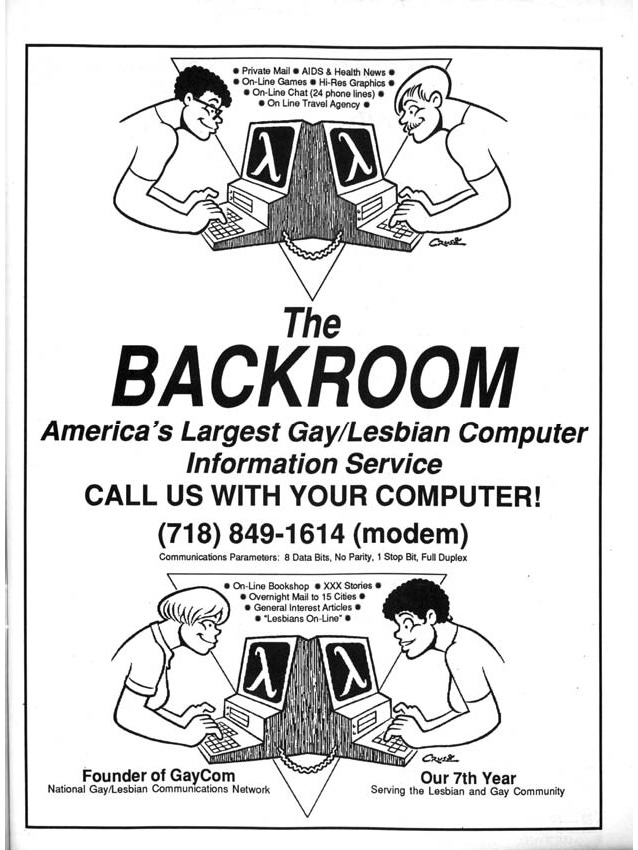 ● Private Mail ● AIDS & Health News ●
● On-Line Games ● Hi-Res Graphics ●
● On-Line Chat (24 phone lines) ●
● On Line Travel Agency ●
λ λ
Cruse
The
BACKROOM
America's Largest Gay/Lesbian Computer
Information Service
CALL US WITH YOUR COMPUTER!
(718) 849-1614 (modem)
Communications Parameters: 8 Data Bits, No Parity, 1 Stop Bit, Full Duplex
● On-Line Bookshop ● XXX Stories ●
● Overnight Mail to 15 Cities ●
● General Interest Articles ●
● "Lesbians On-Line" ●
λ λ
Cruse
Founder of GayCom
National Gay/Lesbian Communications Network
Our 7th Year
Serving the Lesbian and Gay Community